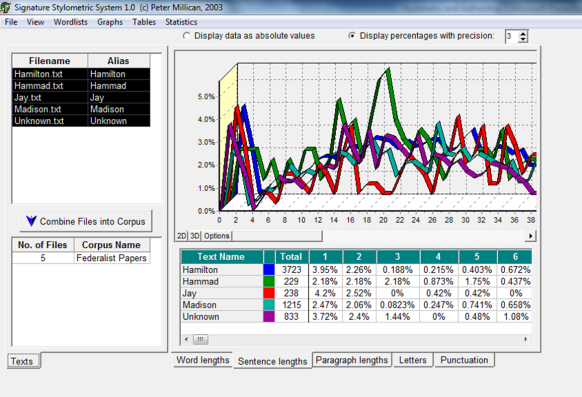 Signature Stylometric System 1.0 (c) Peter Millican, 2003
File View Wordlists Graphs Tables Statistics
Display data as absolute values Display percentages with precision: 3
Filename Alias
Hamilton.txt Hamilton
Hammad.txt Hammad
Jay.txt Jay
Madison.txt Madison
Unknown.txt Unknown
Combine Files into Corpus
No. of Files Corpus Name
5 Federalist Papers
Texts
5.0%
4.0%
3.0%
2.0%
1.0%
0.0%
0 2 4 6 8 10 12 14 16 18 20 22 24 26 28 30 32 34 36 38
2D 3D Options
Text Name Total 1 2 3 4 5 6
Hamilton 3723 3.95% 2.26% 0.188% 0.215% 0.403% 0.672%
Hammad 229 2.18% 2.18% 2.18% 0.873% 1.75% 0.437%
Jay 238 4.2% 2.52% 0% 0.42% 0.42% 0%
Madison 1215 2.47% 2.06% 0.0823% 0.247% 0.741% 0.658%
Unknown 833 3.72% 2.4% 1.44% 0% 0.48% 1.08%
Word lengths Sentence lengths Paragraph lengths Letters Punctuation